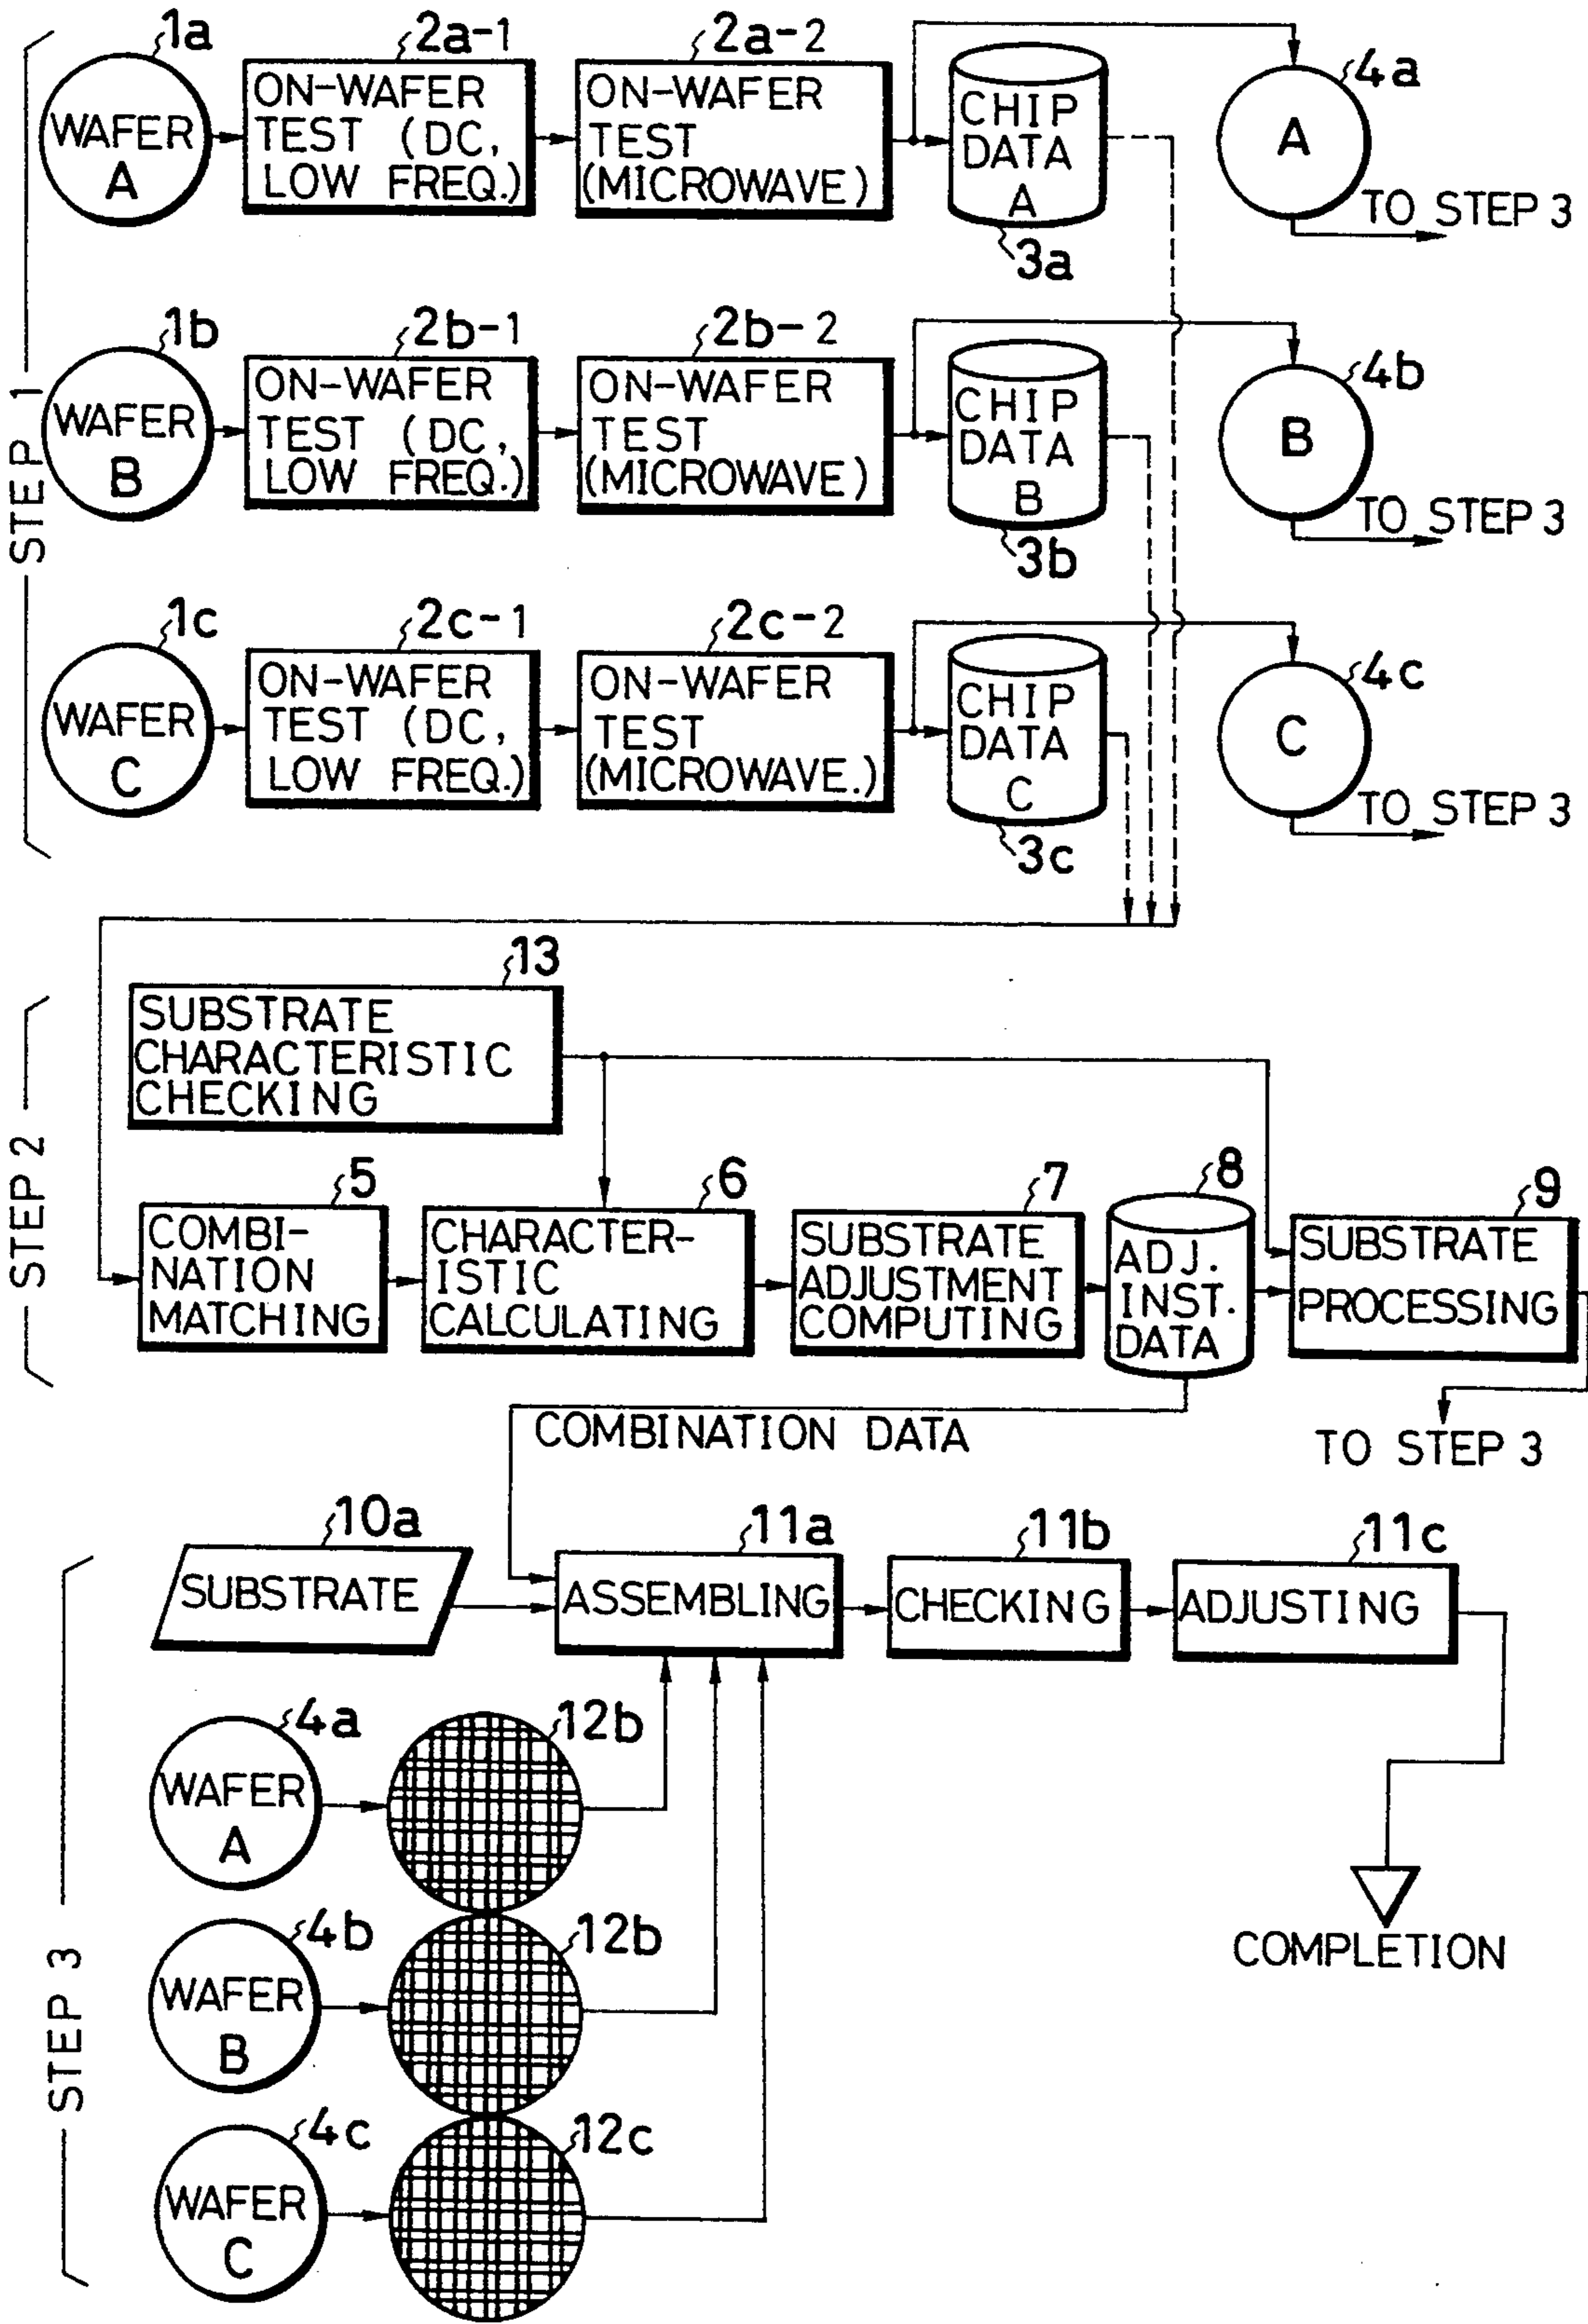 STEP 1
1a
WAFER
A
2a-1
ON-WAFER
TEST (DC,
LOW FREQ.)
2a-2
ON-WAFER
TEST
(MICROWAVE)
CHIP
DATA
A
3a
4a
A
TO STEP 3
1b
WAFER
B
2b-1
ON-WAFER
TEST (DC,
LOW FREQ.)
2b-2
ON-WAFER
TEST
(MICROWAVE)
CHIP
DATA
B
3b
4b
B
TO STEP 3
1c
WAFER
C
2c-1
ON-WAFER
TEST (DC,
LOW FREQ.)
2c-2
ON-WAFER
TEST
(MICROWAVE.)
CHIP
DATA
C
3c
4c
C
TO STEP 3
STEP 2
13
SUBSTRATE
CHARACTERISTIC
CHECKING
5
COMBI-
NATION
MATCHING
6
CHARACTER-
ISTIC
CALCULATING
7
SUBSTRATE
ADJUSTMENT
COMPUTING
8
ADJ.
INST.
DATA
9
SUBSTRATE
PROCESSING
COMBINATION DATA
TO STEP 3
STEP 3
10a
SUBSTRATE
11a
ASSEMBLING
11b
CHECKING
11c
ADJUSTING
4a
WAFER
A
12b
4b
WAFER
B
12b
4c
WAFER
C
12c
COMPLETION